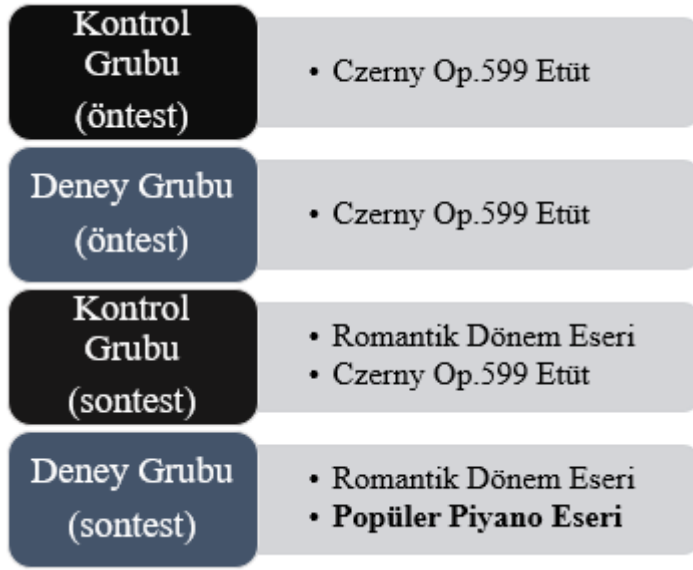 Kontrol
Grubu
(öntest)
• Czerny Op.599 Etüt
Deney Grubu
(öntest)
• Czerny Op.599 Etüt
Kontrol
Grubu
(sontest)
• Romantik Dönem Eseri
• Czerny Op.599 Etüt
Deney Grubu
(sontest)
• Romantik Dönem Eseri
• Popüler Piyano Eseri